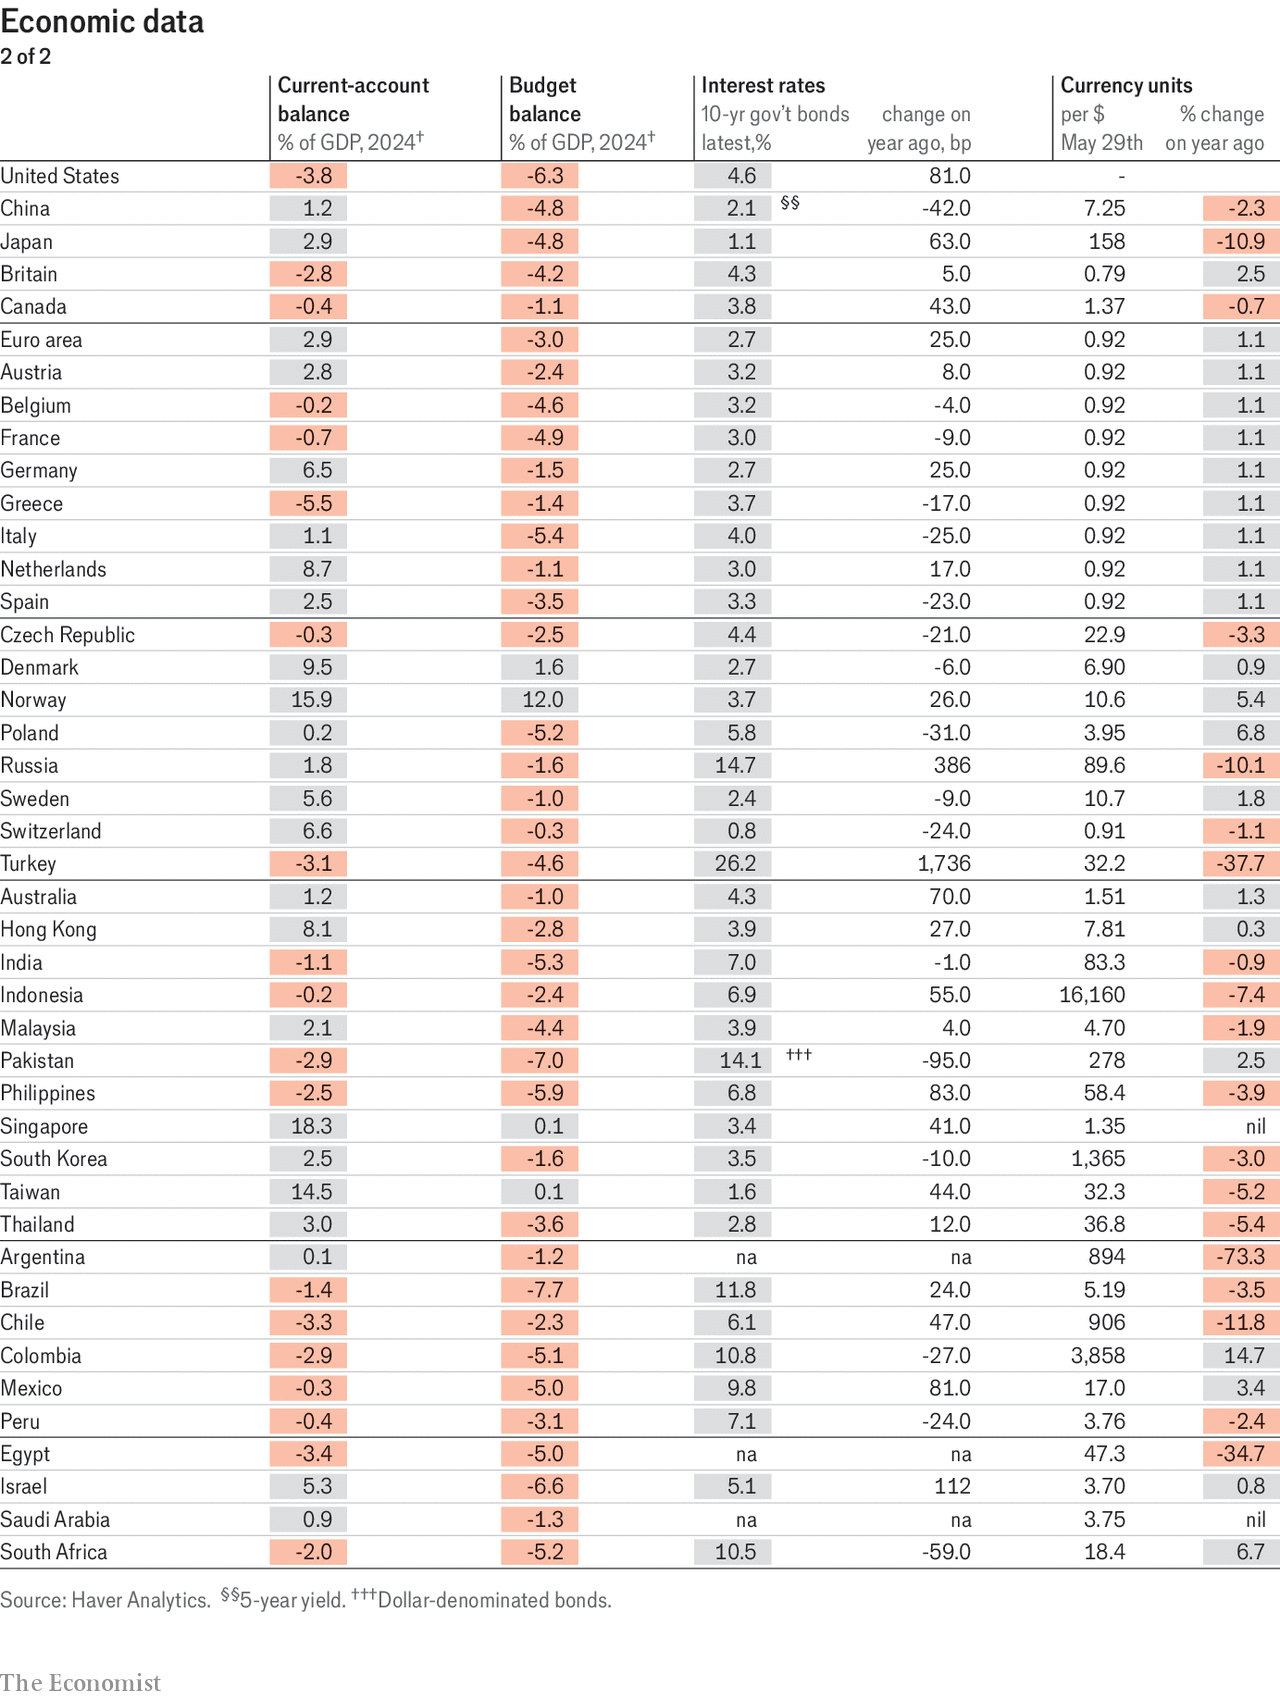 Economic data
2 of 2
Current-account balance % of GDP, 2024† Budget balance % of GDP, 2024† Interest rates 10-yr gov't bonds latest,% change on year ago, bp Currency units per $ May 29th % change on year ago
United States -3.8 -6.3 4.6 81.0 -
China 1.2 -4.8 2.1 §§ -42.0 7.25 -2.3
Japan 2.9 -4.8 1.1 63.0 158 -10.9
Britain -2.8 -4.2 4.3 5.0 0.79 2.5
Canada -0.4 -1.1 3.8 43.0 1.37 -0.7
Euro area 2.9 -3.0 2.7 25.0 0.92 1.1
Austria 2.8 -2.4 3.2 8.0 0.92 1.1
Belgium -0.2 -4.6 3.2 -4.0 0.92 1.1
France -0.7 -4.9 3.0 -9.0 0.92 1.1
Germany 6.5 -1.5 2.7 25.0 0.92 1.1
Greece -5.5 -1.4 3.7 -17.0 0.92 1.1
Italy 1.1 -5.4 4.0 -25.0 0.92 1.1
Netherlands 8.7 -1.1 3.0 17.0 0.92 1.1
Spain 2.5 -3.5 3.3 -23.0 0.92 1.1
Czech Republic -0.3 -2.5 4.4 -21.0 22.9 -3.3
Denmark 9.5 1.6 2.7 -6.0 6.90 0.9
Norway 15.9 12.0 3.7 26.0 10.6 5.4
Poland 0.2 -5.2 5.8 -31.0 3.95 6.8
Russia 1.8 -1.6 14.7 386 89.6 -10.1
Sweden 5.6 -1.0 2.4 -9.0 10.7 1.8
Switzerland 6.6 -0.3 0.8 -24.0 0.91 -1.1
Turkey -3.1 -4.6 26.2 1,736 32.2 -37.7
Australia 1.2 -1.0 4.3 70.0 1.51 1.3
Hong Kong 8.1 -2.8 3.9 27.0 7.81 0.3
India -1.1 -5.3 7.0 -1.0 83.3 -0.9
Indonesia -0.2 -2.4 6.9 55.0 16,160 -7.4
Malaysia 2.1 -4.4 3.9 4.0 4.70 -1.9
Pakistan -2.9 -7.0 14.1 ††† -95.0 278 2.5
Philippines -2.5 -5.9 6.8 83.0 58.4 -3.9
Singapore 18.3 0.1 3.4 41.0 1.35 nil
South Korea 2.5 -1.6 3.5 -10.0 1,365 -3.0
Taiwan 14.5 0.1 1.6 44.0 32.3 -5.2
Thailand 3.0 -3.6 2.8 12.0 36.8 -5.4
Argentina 0.1 -1.2 na na 894 -73.3
Brazil -1.4 -7.7 11.8 24.0 5.19 -3.5
Chile -3.3 -2.3 6.1 47.0 906 -11.8
Colombia -2.9 -5.1 10.8 -27.0 3,858 14.7
Mexico -0.3 -5.0 9.8 81.0 17.0 3.4
Peru -0.4 -3.1 7.1 -24.0 3.76 -2.4
Egypt -3.4 -5.0 na na 47.3 -34.7
Israel 5.3 -6.6 5.1 112 3.70 0.8
Saudi Arabia 0.9 -1.3 na na 3.75 nil
South Africa -2.0 -5.2 10.5 -59.0 18.4 6.7
Source: Haver Analytics. §§5-year yield. †††Dollar-denominated bonds.
The Economist